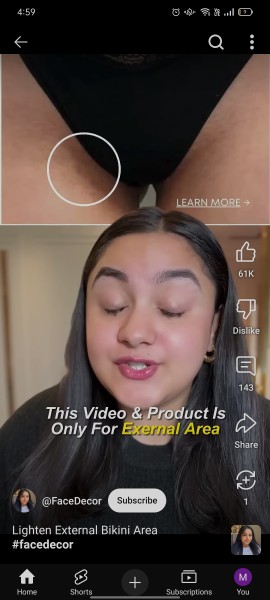 4:59
LEARN MORE →
61K
Dislike
143
This Video & Product Is
Only For Exernal Area
Share
1
@FaceDecor
Subscribe
Lighten External Bikini Area
#facedecor
Home
Shorts
Subscriptions
M
You